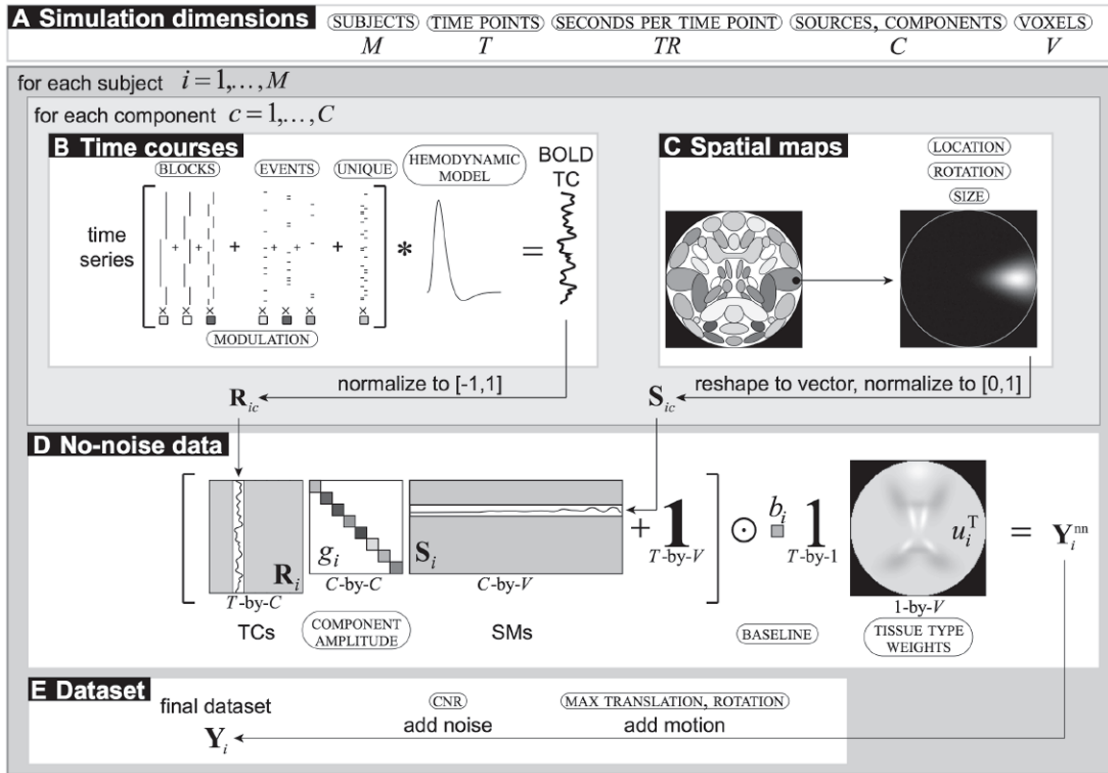 A Simulation dimensions
SUBJECTS TIME POINTS SECONDS PER TIME POINT SOURCES, COMPONENTS VOXELS
M T TR C V
for each subject i = 1,..., M
for each component c = 1,..., C
B Time courses
BLOCKS EVENTS UNIQUE
HEMODYNAMIC
MODEL
BOLD
TC
time
series
+ + + + + +
* =
× × × × × × ×
MODULATION
normalize to [-1,1]
R_ic
C Spatial maps
LOCATION
ROTATION
SIZE
reshape to vector, normalize to [0,1]
S_ic
D No-noise data
R_i
T-by-C
TCs
g_i
C-by-C
COMPONENT
AMPLITUDE
S_i
C-by-V
SMs
+ 1
T-by-V
⊙
b_i
1
T-by-1
BASELINE
u_i^T
1-by-V
TISSUE TYPE
WEIGHTS
= Y_i^nn
E Dataset
final dataset
Y_i
CNR
add noise
MAX TRANSLATION, ROTATION
add motion